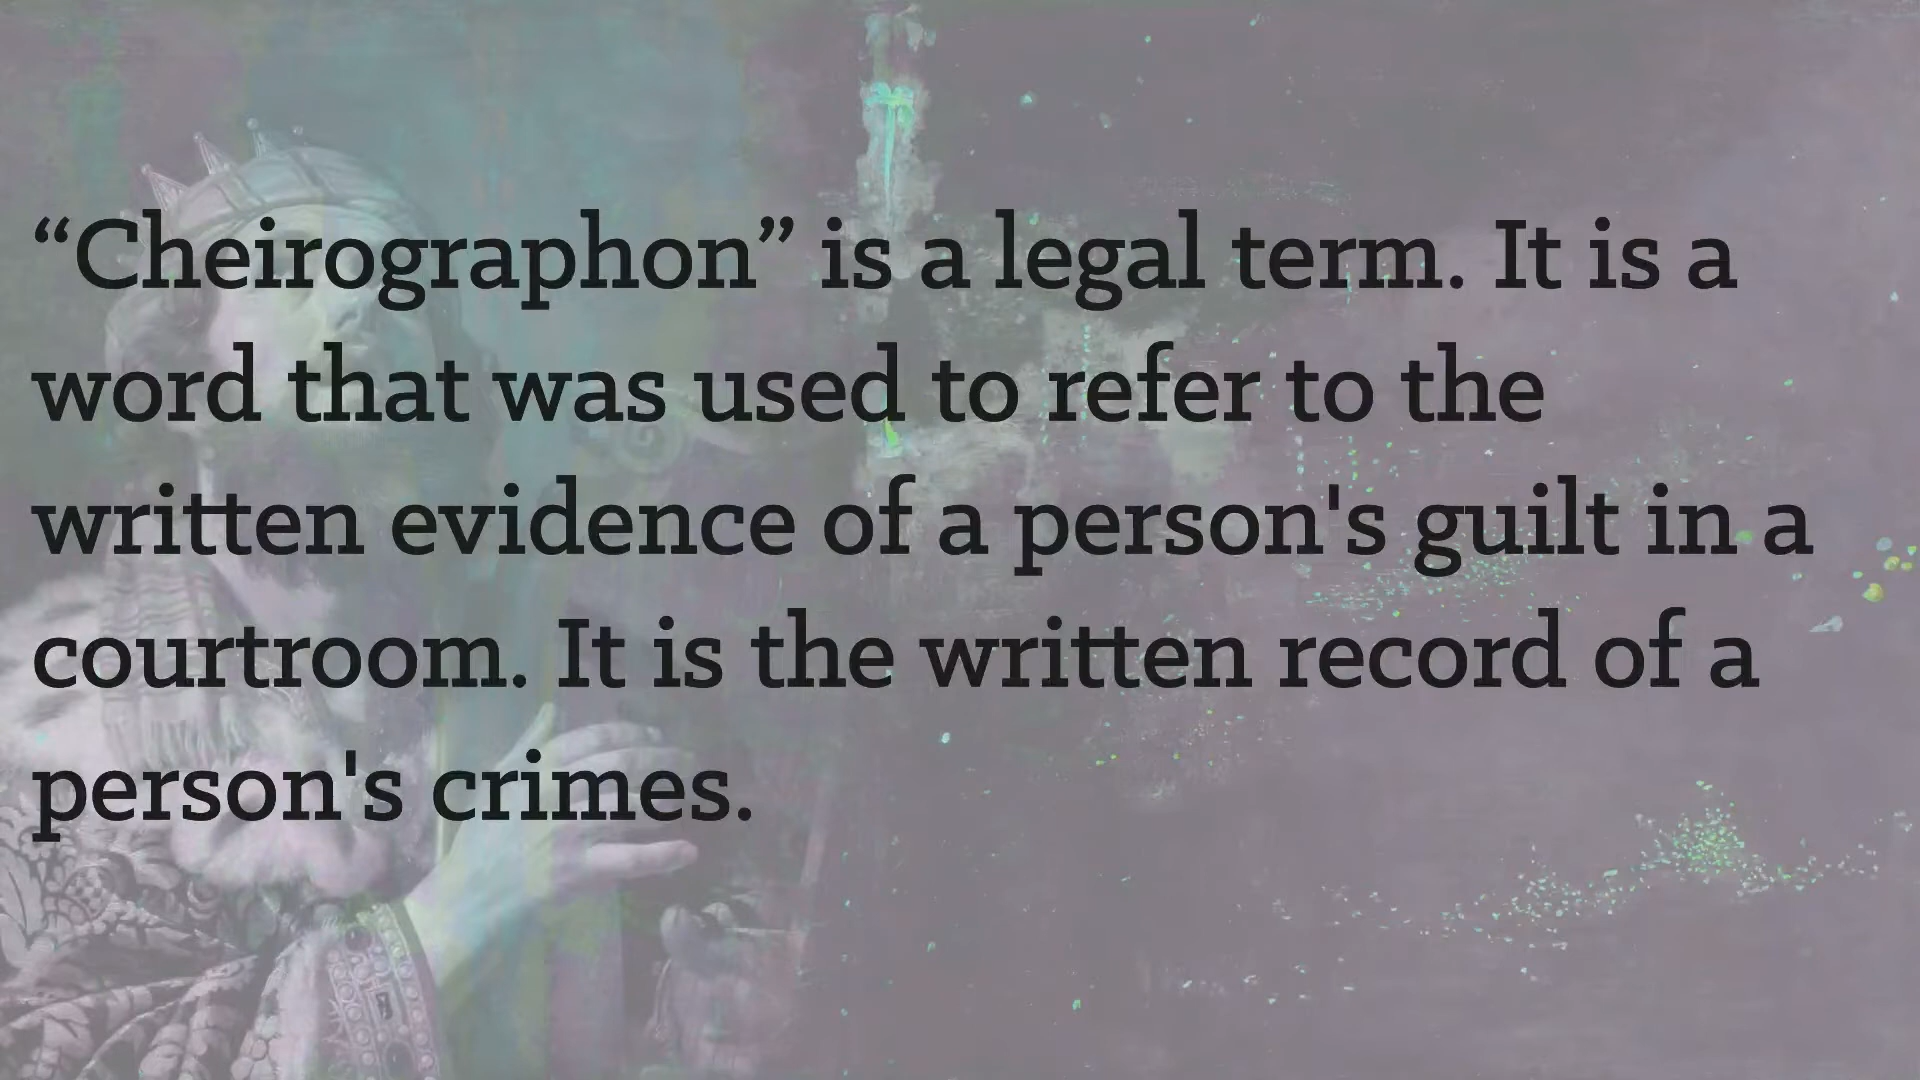 “Cheirographon” is a legal term. It is a
word that was used to refer to the
written evidence of a person's guilt in a
courtroom. It is the written record of a
person's crimes.